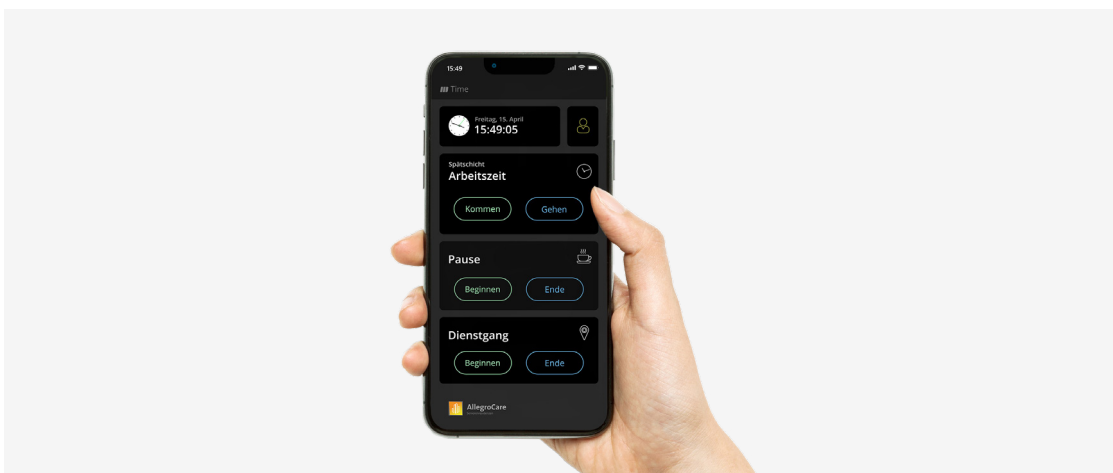 15:49
Time
Freitag, 15. April
15:49:05
Spätschicht
Arbeitszeit
Kommen
Gehen
Pause
Beginnen
Ende
Dienstgang
Beginnen
Ende
AllegroCare